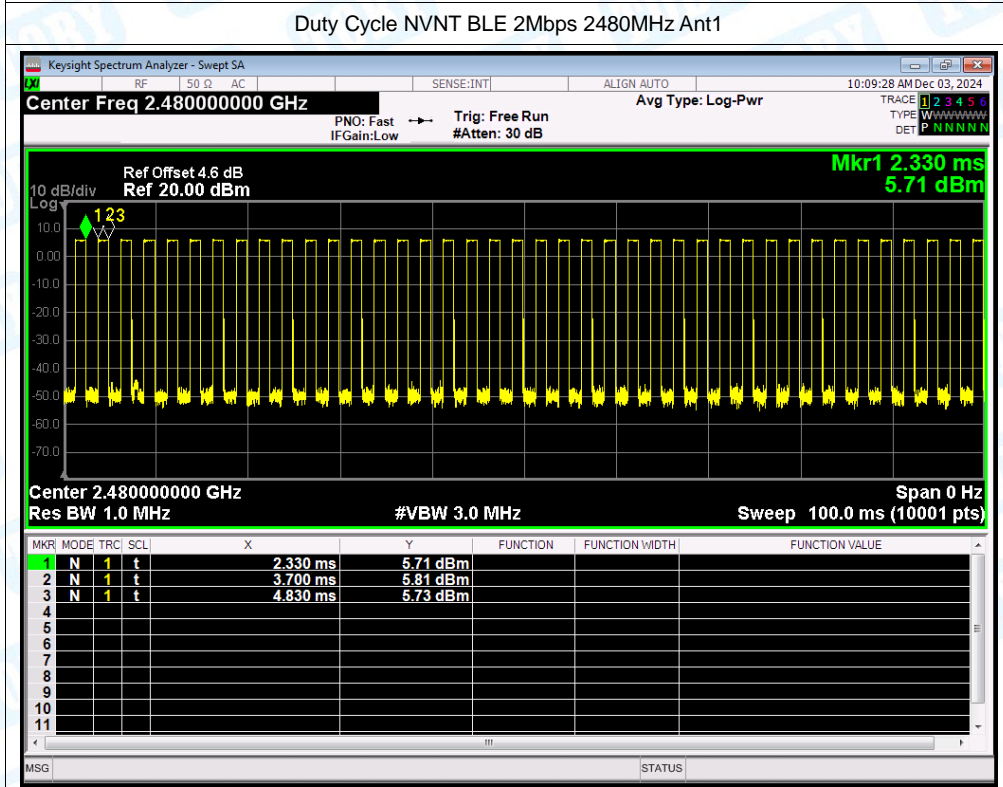 Duty Cycle NVNT BLE 2Mbps 2480MHz Ant1
Keysight Spectrum Analyzer - Swept SA
LXI RF 50 Ω AC SENSE:INT ALIGN AUTO 10:09:28 AM Dec 03, 2024
Center Freq 2.480000000 GHz Avg Type: Log-Pwr TRACE 1 2 3 4 5 6
PNO: Fast Trig: Free Run TYPE WWWWWW
IFGain:Low #Atten: 30 dB DET P N N N N N
Mkr1 2.330 ms
Ref Offset 4.6 dB
10 dB/div Ref 20.00 dBm 5.71 dBm
Log
1 2 3
10.0
0.00
-10.0
-20.0
-30.0
-40.0
-50.0
-60.0
-70.0
Center 2.480000000 GHz Span 0 Hz
Res BW 1.0 MHz #VBW 3.0 MHz Sweep 100.0 ms (10001 pts)
MKR MODE TRC SCL X Y FUNCTION FUNCTION WIDTH FUNCTION VALUE
1 N 1 t 2.330 ms 5.71 dBm
2 N 1 t 3.700 ms 5.81 dBm
3 N 1 t 4.830 ms 5.73 dBm
4
5
6
7
8
9
10
11
MSG STATUS